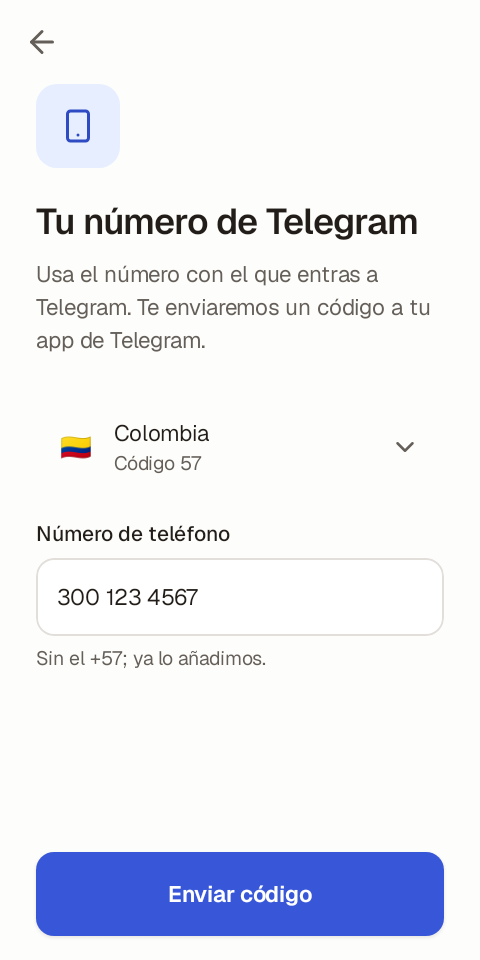 Tu número de Telegram
Usa el número con el que entras a
Telegram. Te enviaremos un código a tu
app de Telegram.
Colombia
Código 57
Número de teléfono
300 123 4567
Sin el +57; ya lo añadimos.
Enviar código